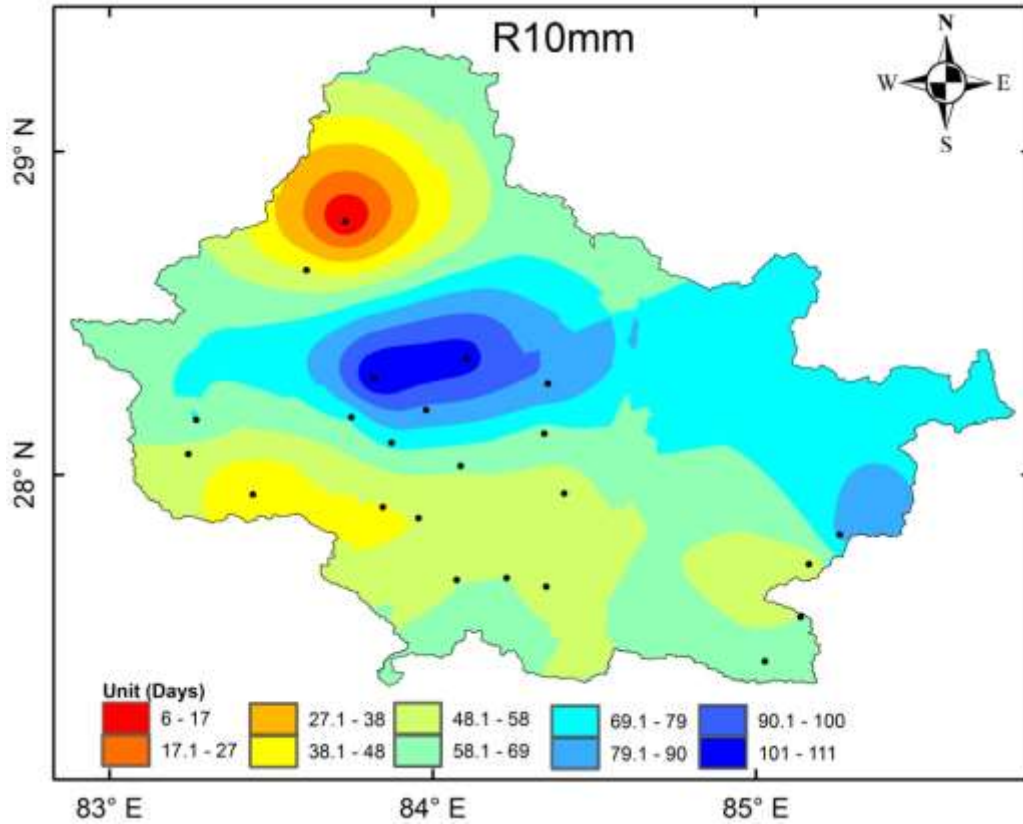 R10mm
N
W E
S
29° N
28° N
Unit (Days)
6 - 17 27.1 - 38 48.1 - 58 69.1 - 79 90.1 - 100
17.1 - 27 38.1 - 48 58.1 - 69 79.1 - 90 101 - 111
83° E 84° E 85° E